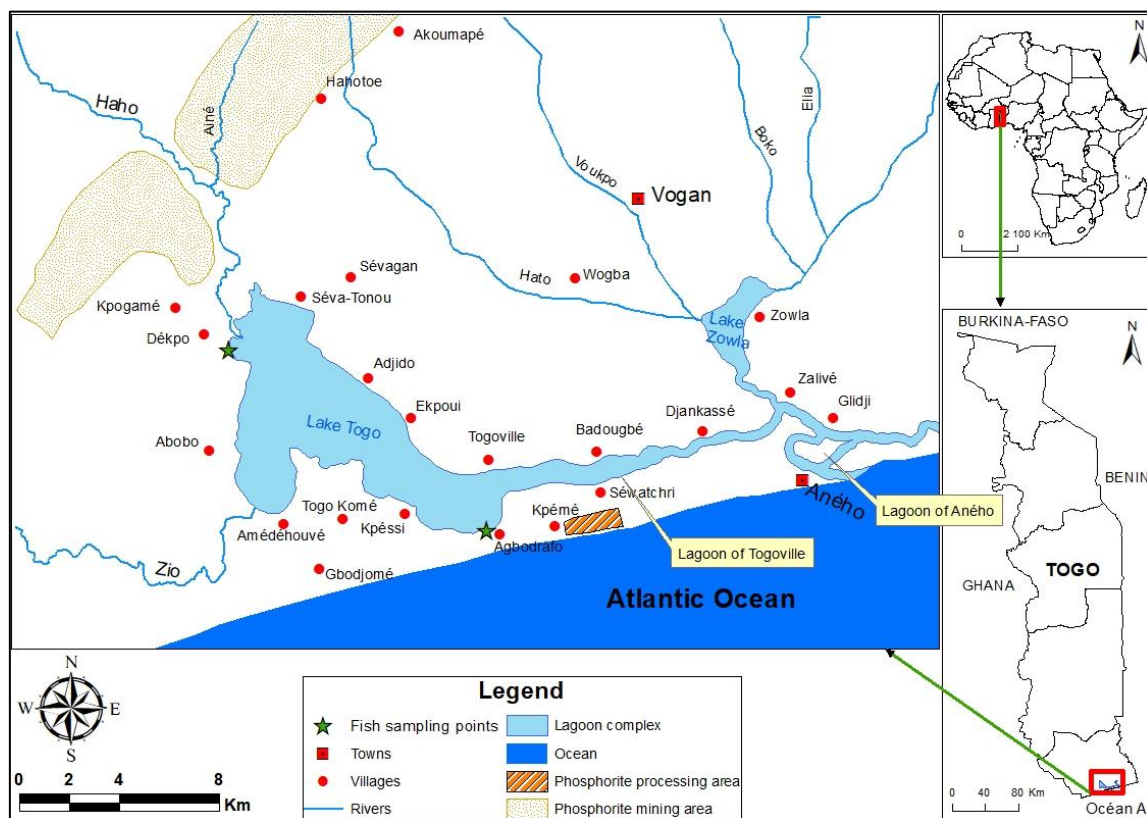 Akoumapé
Hahotoe
Haho
Ainé
Voukpo
Boko
Elia
Vogan
Sévagan
Hato
Wogba
Kpogamé
Séva-Tonou
Dékpo
Lake
Zowla
Zowla
Adjido
Zalivé
Ekpoui
Glidji
Lake Togo
Djankassé
Abobo
Togoville
Badougbé
Séwatchri
Aného
Lagoon of Aného
Togo Komé
Kpéssi
Kpémé
Amédéhouvé
Agbodrafo
Lagoon of Togoville
Zio
Gbodjomé
Atlantic Ocean
N
W
E
S
0 2 4 8
Km
Legend
Fish sampling points
Towns
Villages
Rivers
Lagoon complex
Ocean
Phosphorite processing area
Phosphorite mining area
N
0 2 100 Km
BURKINA-FASO
N
BENIN
TOGO
GHANA
0 40 80 Km
Océan A